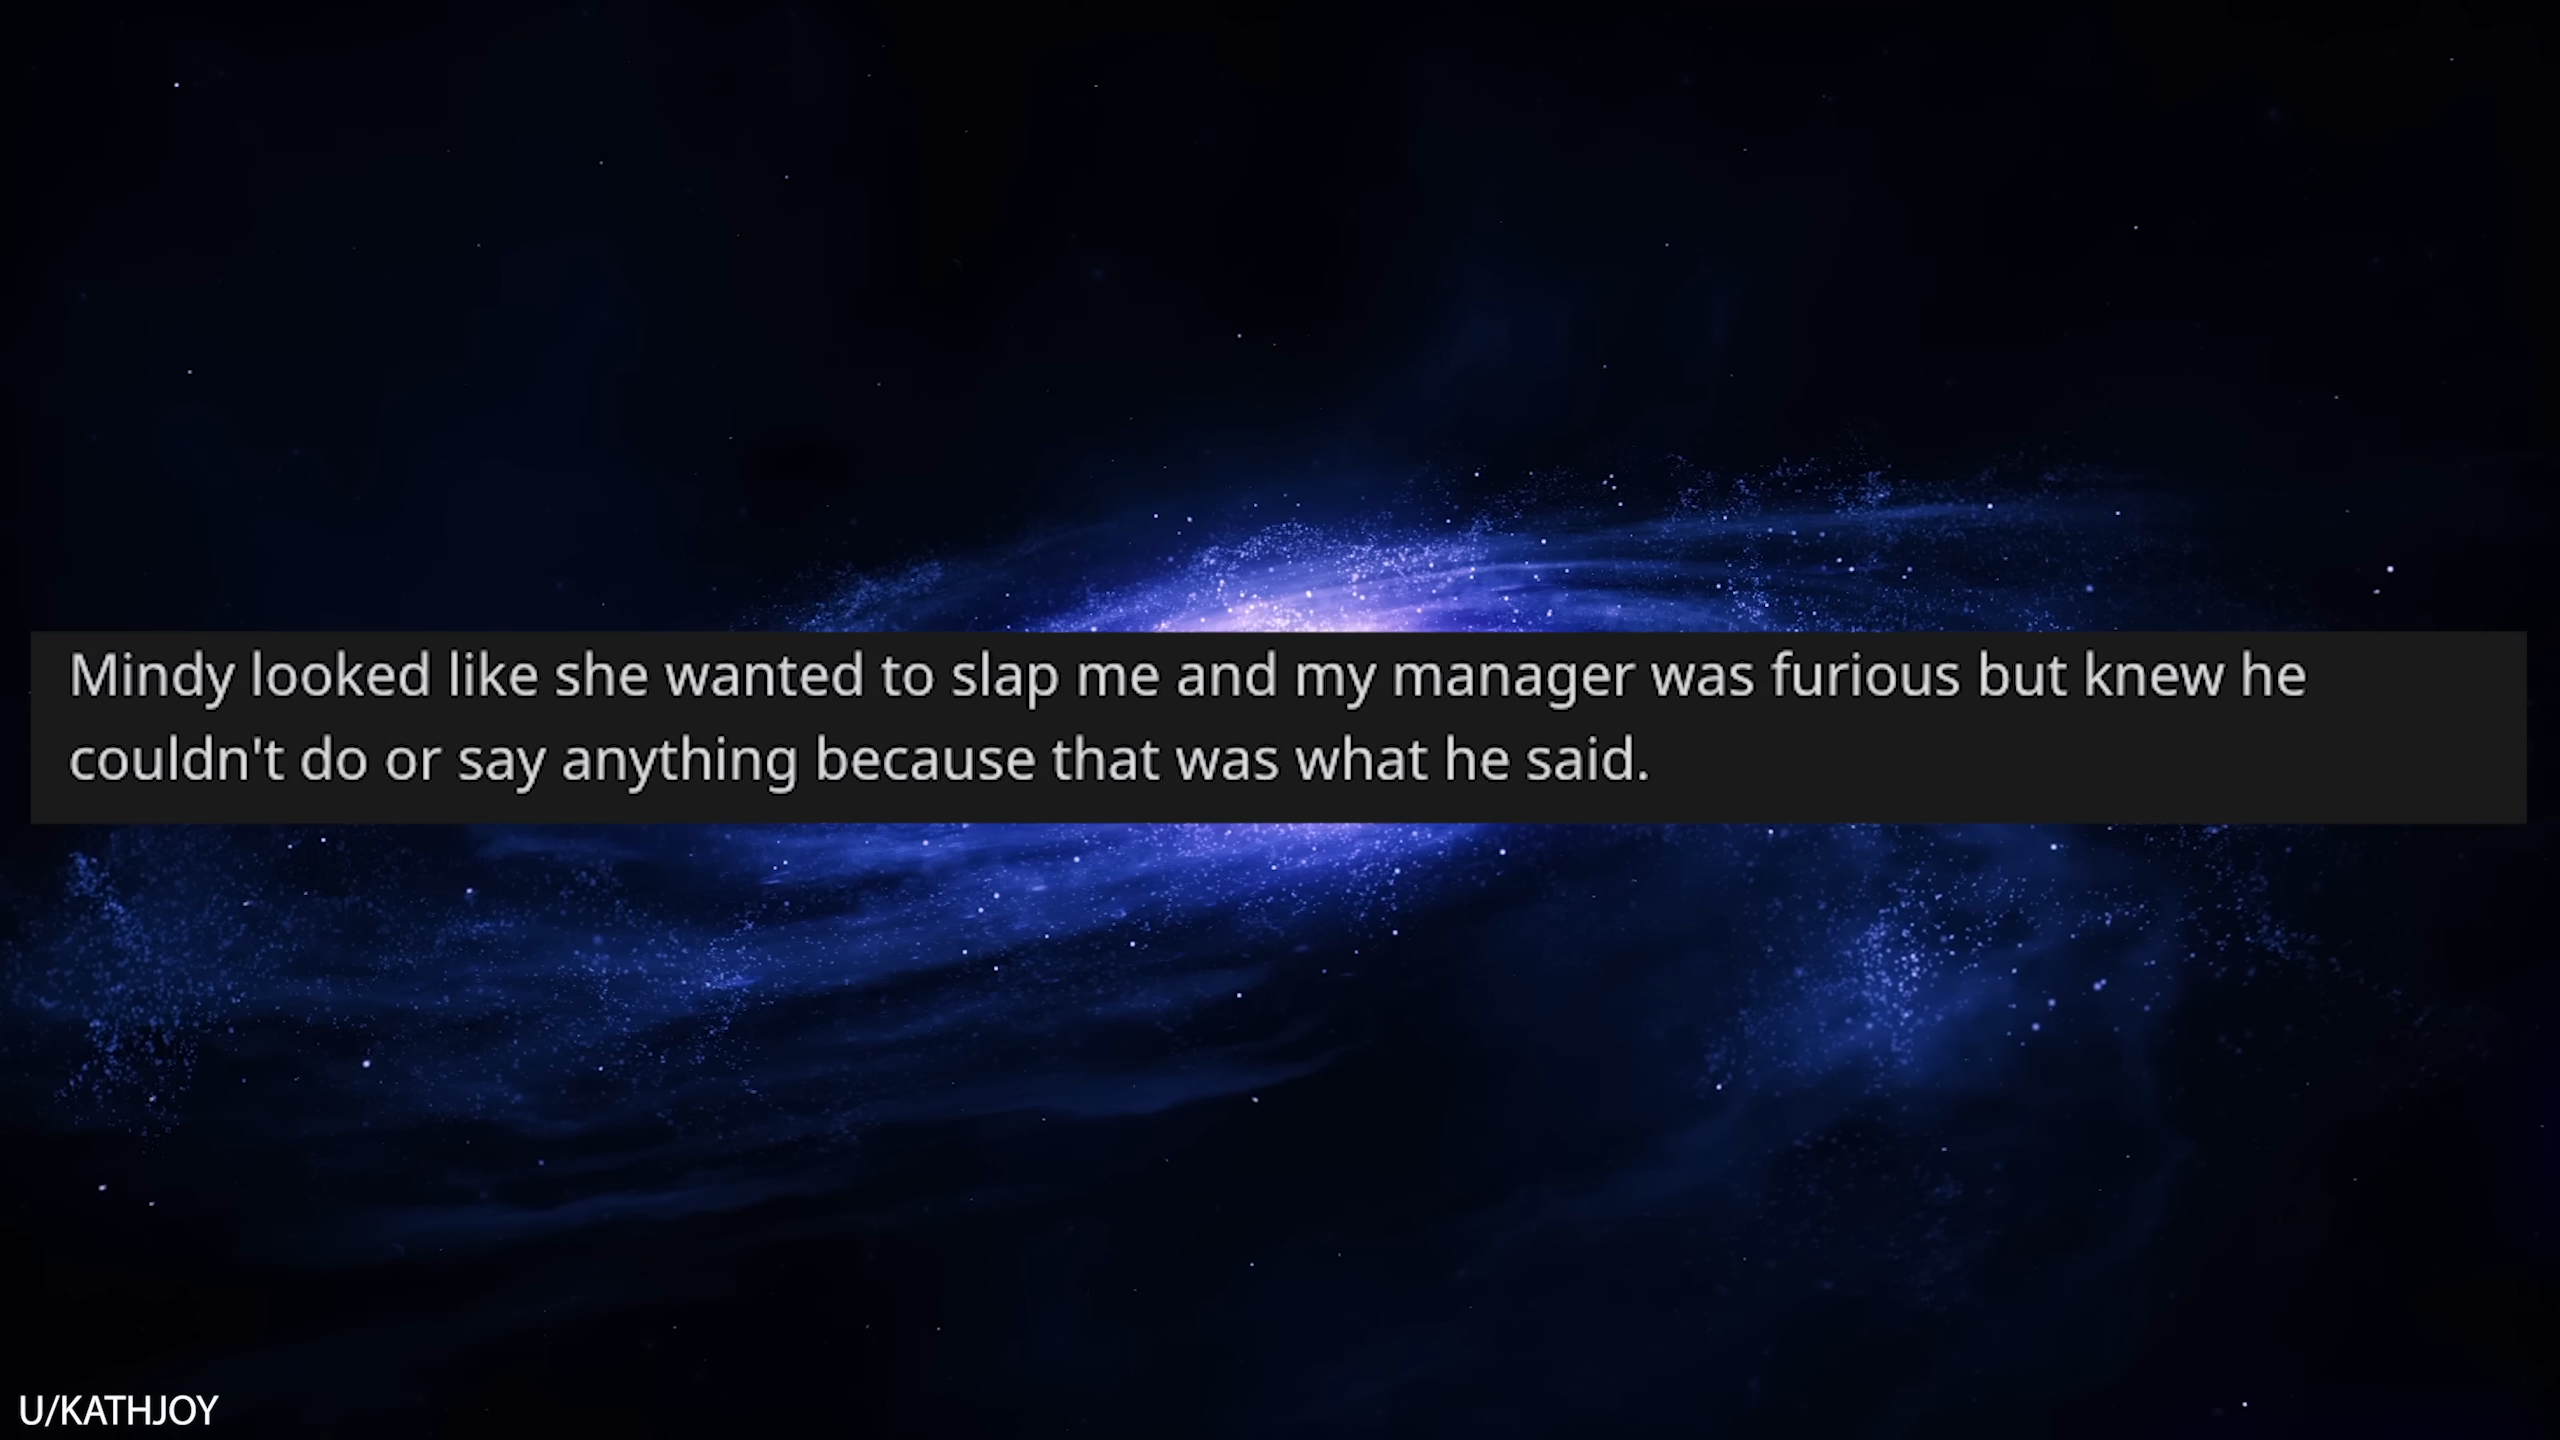 Mindy looked like she wanted to slap me and my manager was furious but knew he
couldn't do or say anything because that was what he said.
U/KATHJOY